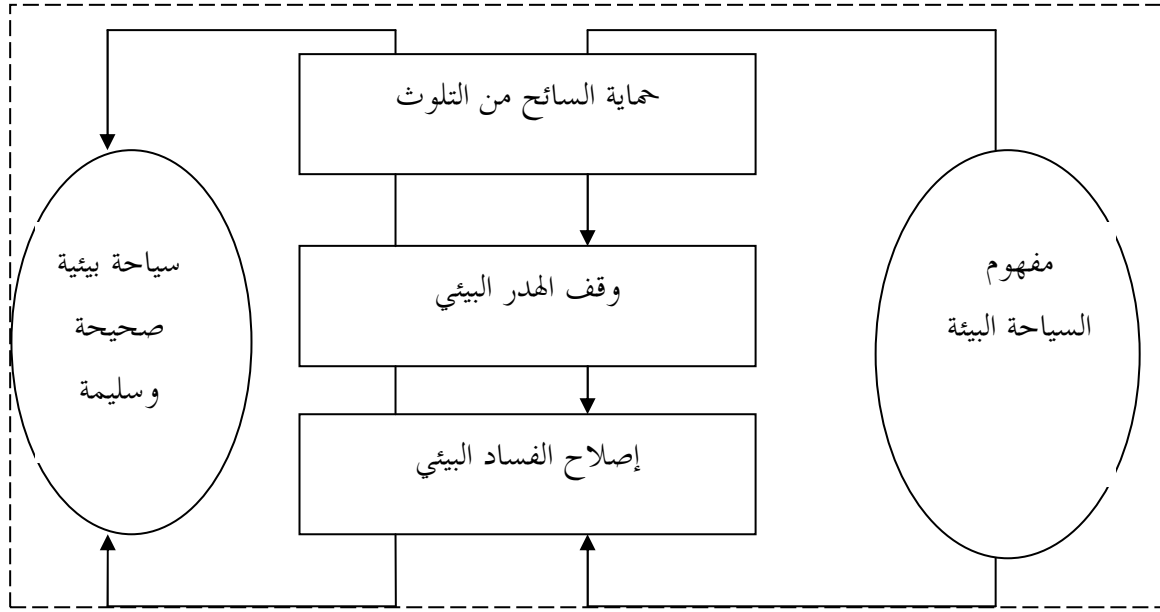 مفهوم
السياحة البيئة
حماية السائح من التلوث
وقف الهدر البيئي
إصلاح الفساد البيئي
سياحة بيئية
صحيحة
وسليمة